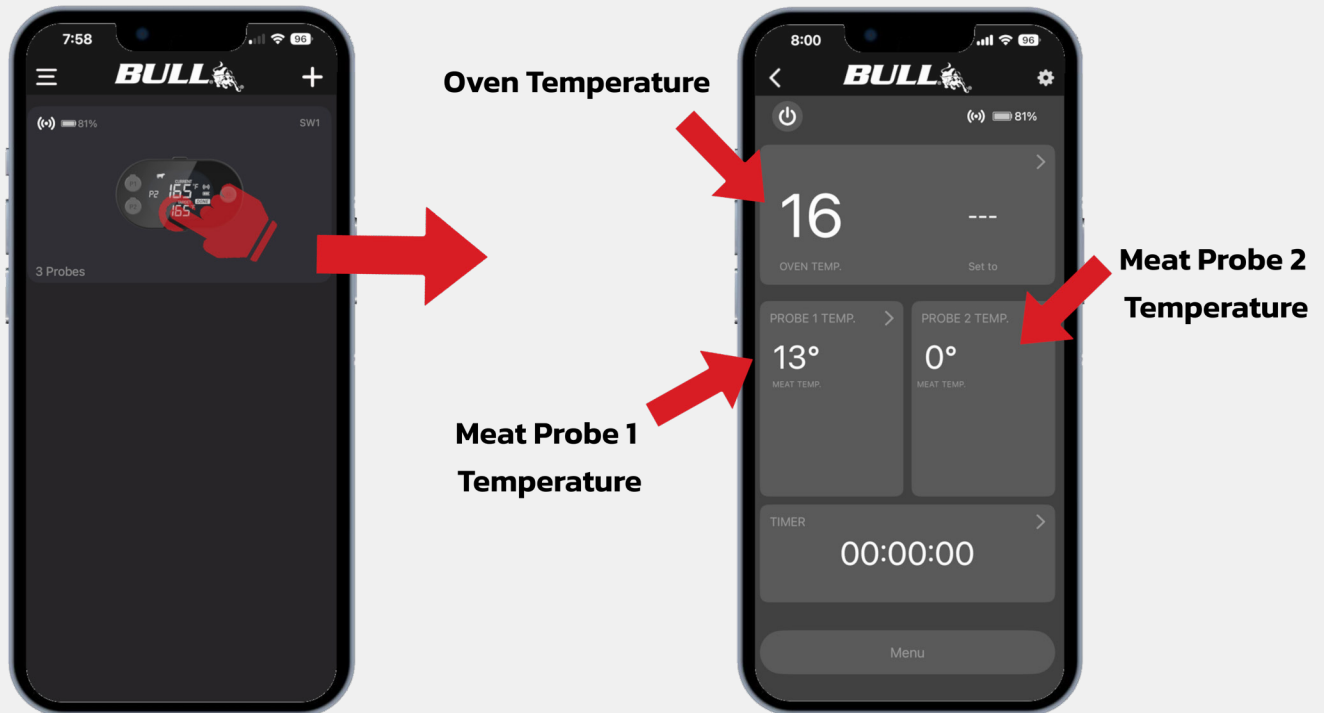 7:58
96
BULL
81%
SW1
P1
P2
P2
CURRENT
165°F
165°
3 Probes
Oven Temperature
Meat Probe 1
Temperature
8:00
96
BULL
81%
16
---
OVEN TEMP.
Set to
PROBE 1 TEMP.
13°
MEAT TEMP.
PROBE 2 TEMP.
0°
MEAT TEMP.
TIMER
00:00:00
Menu
Meat Probe 2
Temperature